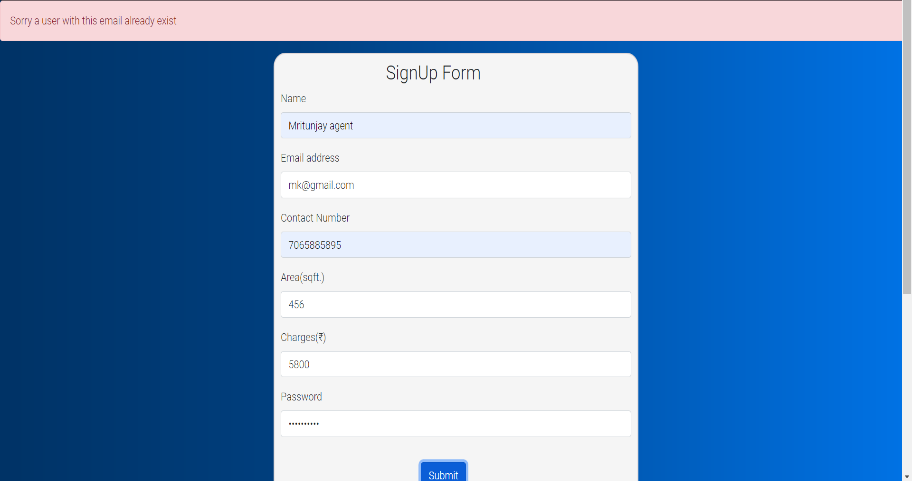 Sorry a user with this email already exist
SignUp Form
Name
Mritunjay agent
Email address
mk@gmail.com
Contact Number
7065885895
Area(sqft.)
456
Charges(₹)
5800
Password
••••••••••
Submit